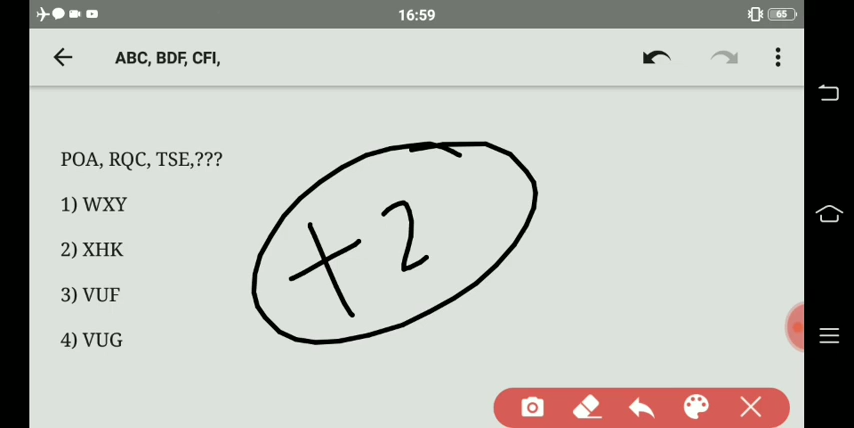 16:59
65
ABC, BDF, CFI,
POA, RQC, TSE,???
1) WXY
2) XHK
3) VUF
4) VUG
+2